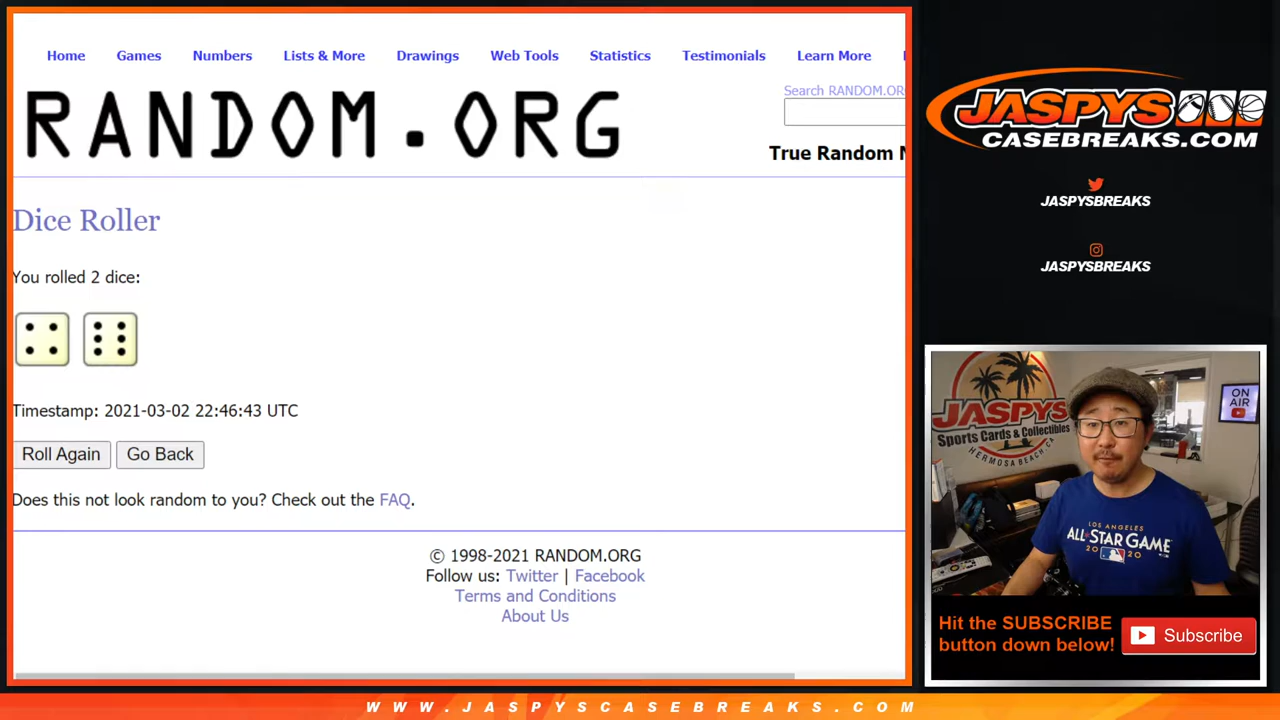 Home Games Numbers Lists & More Drawings Web Tools Statistics Testimonials Learn More
RANDOM.ORG
Search RANDOM.OR
True Random
Dice Roller
You rolled 2 dice:
Timestamp: 2021-03-02 22:46:43 UTC
Roll Again Go Back
Does this not look random to you? Check out the FAQ.
© 1998-2021 RANDOM.ORG
Follow us: Twitter | Facebook
Terms and Conditions
About Us
JASPYS
CASEBREAKS.COM
JASPYSBREAKS
JASPYSBREAKS
JASPYS
Sports Cards & Collectibles
HERMOSA BEACH, CA
ON AIR
LOS ANGELES
ALL-STAR GAME
2020
Hit the SUBSCRIBE
button down below!
Subscribe
WWW.JASPYSCASEBREAKS.COM